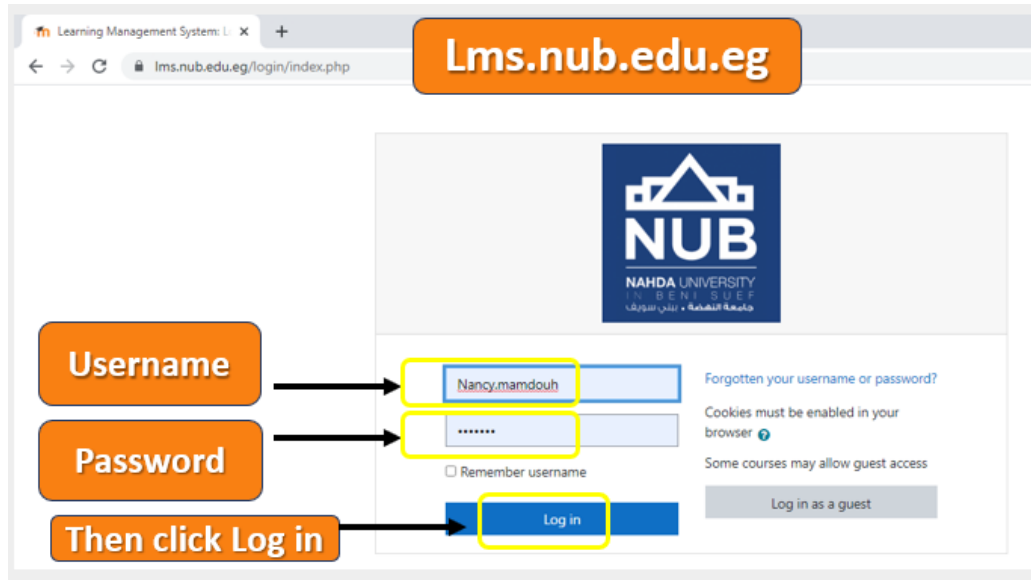 Learning Management System: L
lms.nub.edu.eg/login/index.php
Lms.nub.edu.eg
NUB
NAHDA UNIVERSITY
IN BENI SUEF
جامعة النهضة • ببني سويف
Username
Nancy.mamdouh
Forgotten your username or password?
Cookies must be enabled in your
browser
Password
•••••••
Remember username
Some courses may allow guest access
Log in as a guest
Then click Log in
Log in